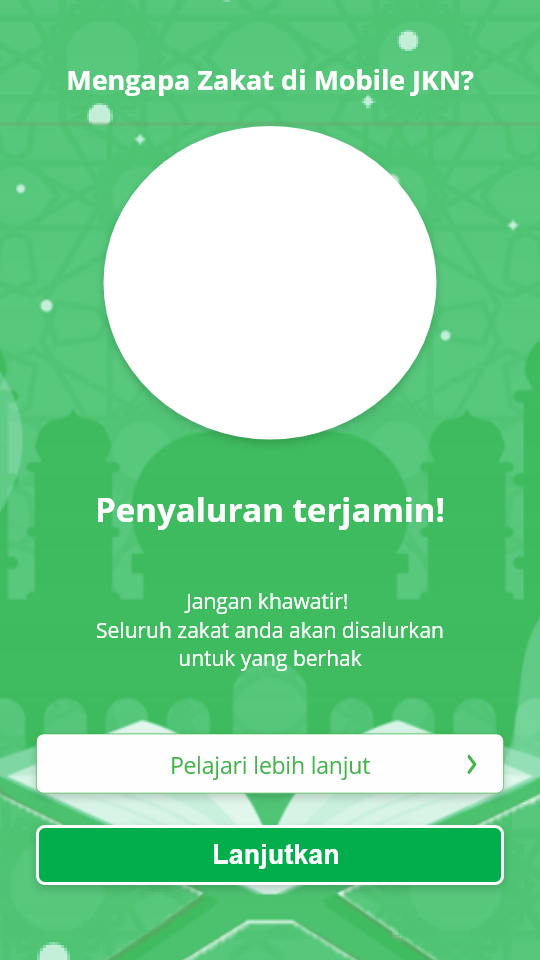 Mengapa Zakat di Mobile JKN?
Penyaluran terjamin!
Jangan khawatir!
Seluruh zakat anda akan disalurkan
untuk yang berhak
Pelajari lebih lanjut
Lanjutkan